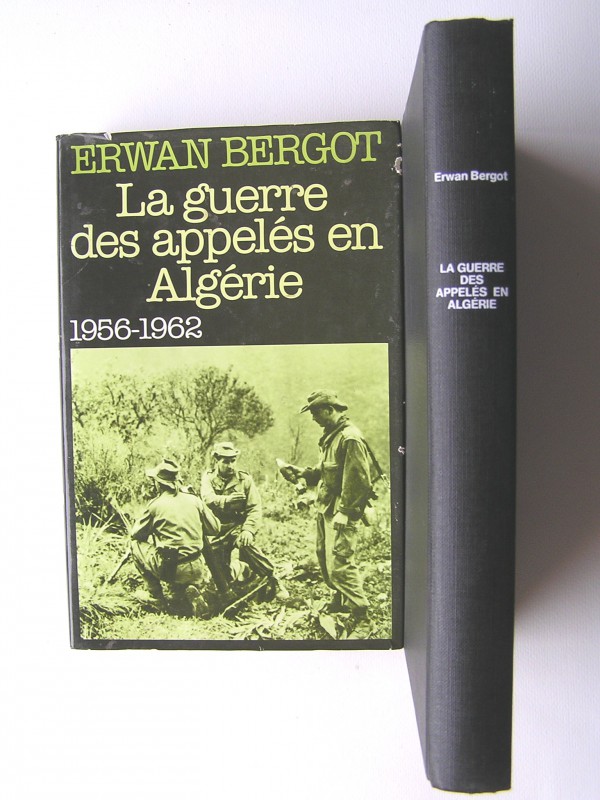 ERWAN BERGOT
La guerre
des appelés en
Algérie
1956-1962
Erwan Bergot
LA GUERRE
DES
APPELÉS EN
ALGÉRIE